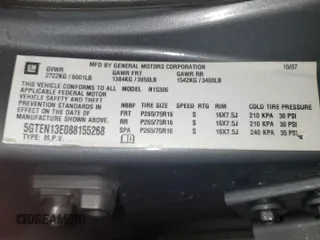 GM
MFD BY GENERAL MOTORS CORPORATION
10/07
GVWR GAWR FRT GAWR RR
2722KG / 6001LB 1384KG / 3050LB 1542KG / 3400LB
THIS VEHICLE CONFORMS TO ALL APPLICABLE U.S. FEDERAL MOTOR VEHICLE SAFETY, BUMPER, AND THEFT PREVENTION STANDARDS IN EFFECT ON THE DATE OF MANUFACTURE SHOWN ABOVE.
5GTEN13E088155268
TYPE: M.P.V.
N15306
TIRE SIZE SPEED RTG RIM COLD TIRE PRESSURE
FRT P265/75R16 S 16X7.5J 210 KPA 30 PSI
RR P265/75R16 S 16X7.5J 210 KPA 30 PSI
SPA P265/75R16 S 16X7.5J 240 KPA 35 PSI
DREAMBID